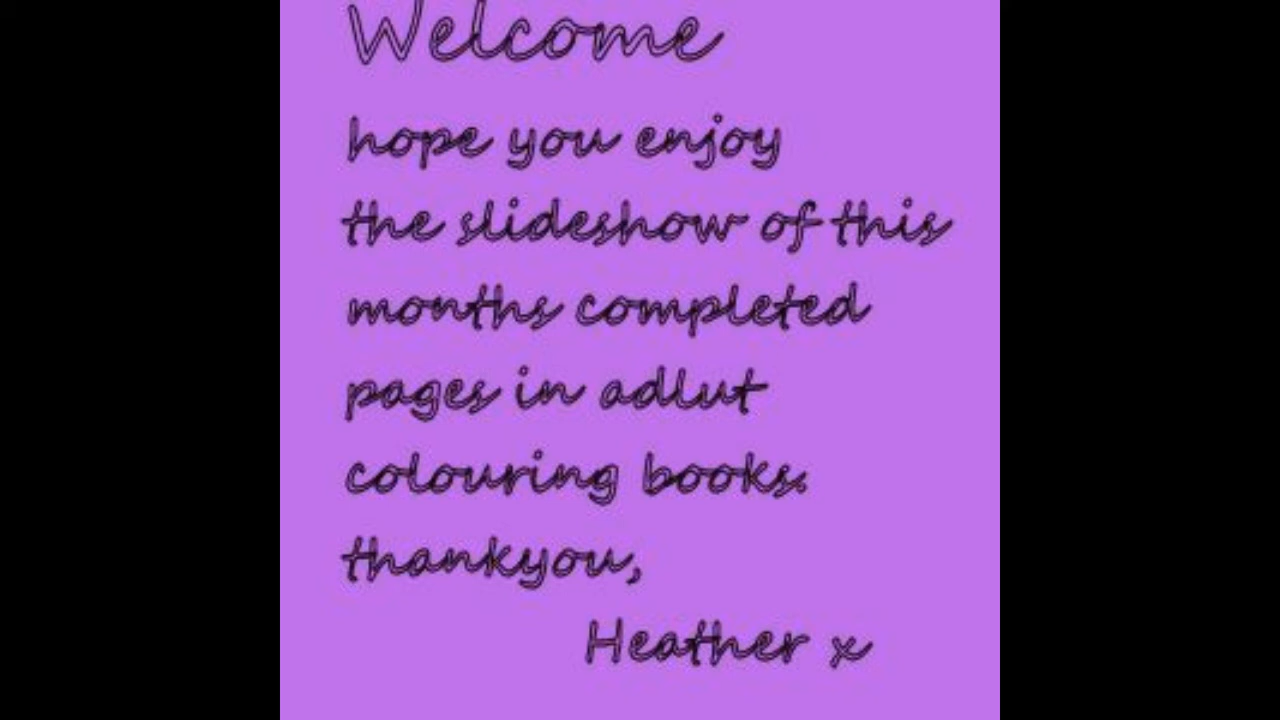 Welcome
hope you enjoy
the slideshow of this
months completed
pages in adlut
colouring books.
thankyou,
Heather x